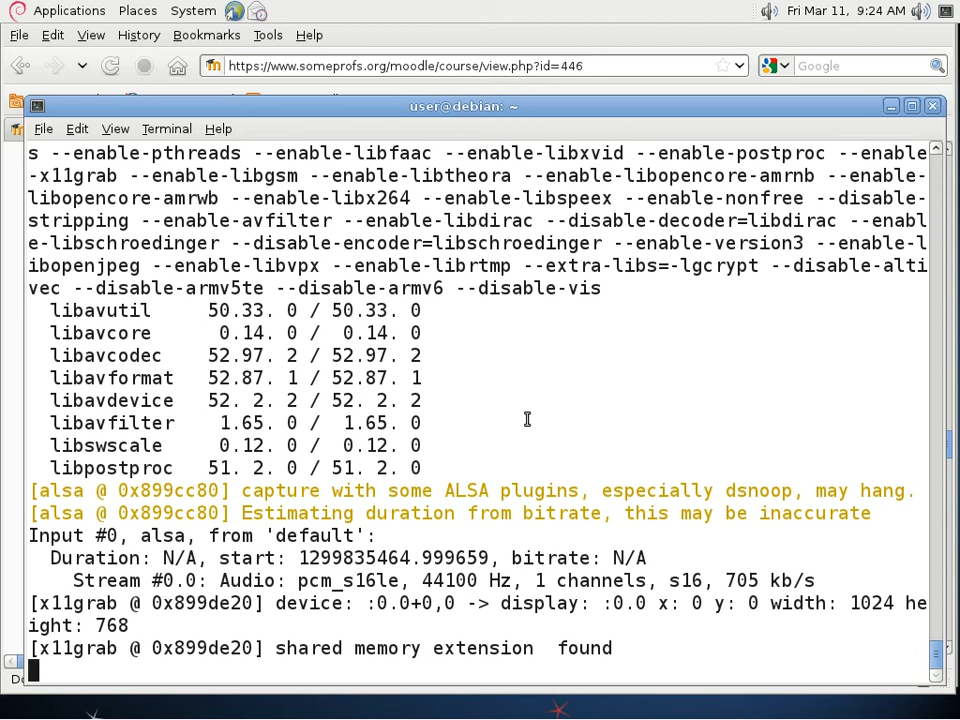 Applications Places System Fri Mar 11, 9:24 AM
File Edit View History Bookmarks Tools Help
https://www.someprofs.org/moodle/course/view.php?id=446 Google
user@debian: ~
File Edit View Terminal Help
s --enable-pthreads --enable-libfaac --enable-libxvid --enable-postproc --enable
-x11grab --enable-libgsm --enable-libtheora --enable-libopencore-amrnb --enable-
libopencore-amrwb --enable-libx264 --enable-libspeex --enable-nonfree --disable-
stripping --enable-avfilter --enable-libdirac --disable-decoder=libdirac --enabl
e-libschroedinger --disable-encoder=libschroedinger --enable-version3 --enable-l
ibopenjpeg --enable-libvpx --enable-librtmp --extra-libs=-lgcrypt --disable-alti
vec --disable-armv5te --disable-armv6 --disable-vis
libavutil 50.33. 0 / 50.33. 0
libavcore 0.14. 0 / 0.14. 0
libavcodec 52.97. 2 / 52.97. 2
libavformat 52.87. 1 / 52.87. 1
libavdevice 52. 2. 2 / 52. 2. 2
libavfilter 1.65. 0 / 1.65. 0
libswscale 0.12. 0 / 0.12. 0
libpostproc 51. 2. 0 / 51. 2. 0
[alsa @ 0x899cc80] capture with some ALSA plugins, especially dsnoop, may hang.
[alsa @ 0x899cc80] Estimating duration from bitrate, this may be inaccurate
Input #0, alsa, from 'default':
Duration: N/A, start: 1299835464.999659, bitrate: N/A
Stream #0.0: Audio: pcm_s16le, 44100 Hz, 1 channels, s16, 705 kb/s
[x11grab @ 0x899de20] device: :0.0+0,0 -> display: :0.0 x: 0 y: 0 width: 1024 he
ight: 768
[x11grab @ 0x899de20] shared memory extension found